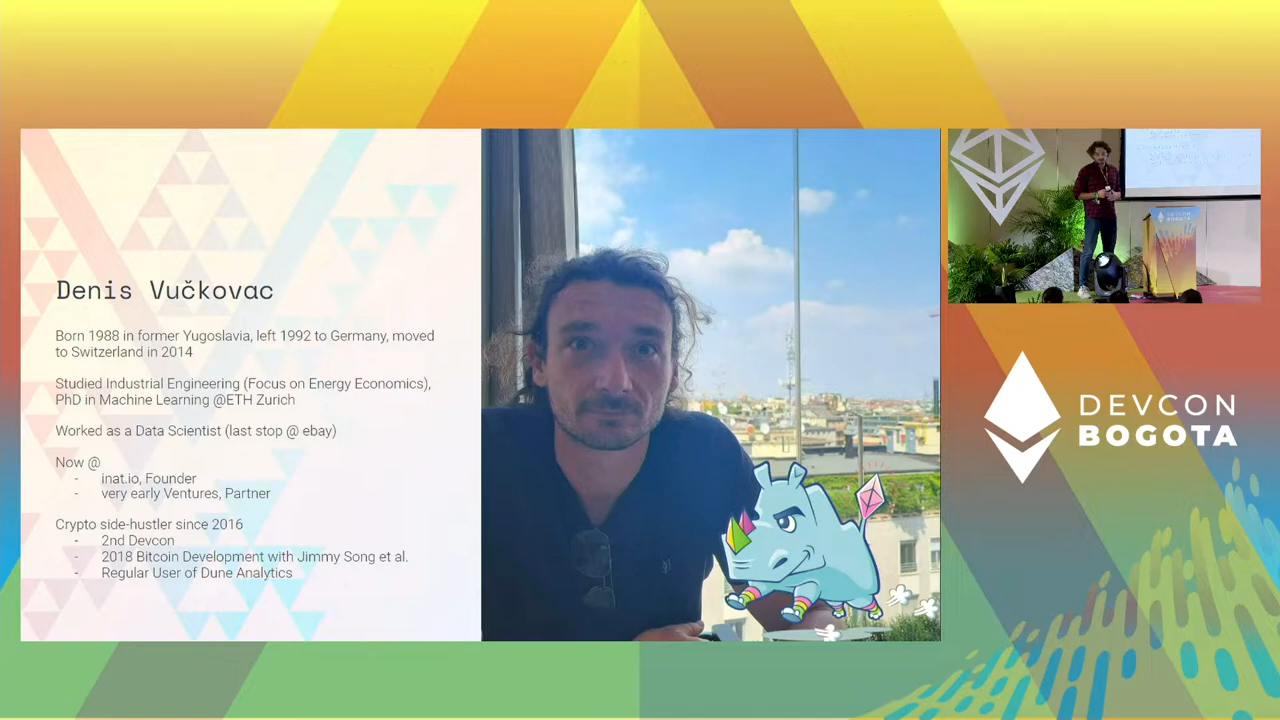 Denis Vučkovac
Born 1988 in former Yugoslavia, left 1992 to Germany, moved
to Switzerland in 2014
Studied Industrial Engineering (Focus on Energy Economics),
PhD in Machine Learning @ETH Zurich
Worked as a Data Scientist (last stop @ ebay)
Now @
- inat.io, Founder
- very early Ventures, Partner
Crypto side-hustler since 2016
- 2nd Devcon
- 2018 Bitcoin Development with Jimmy Song et al.
- Regular User of Dune Analytics
DEVCON
BOGOTA
DEVCON
BOGOTA